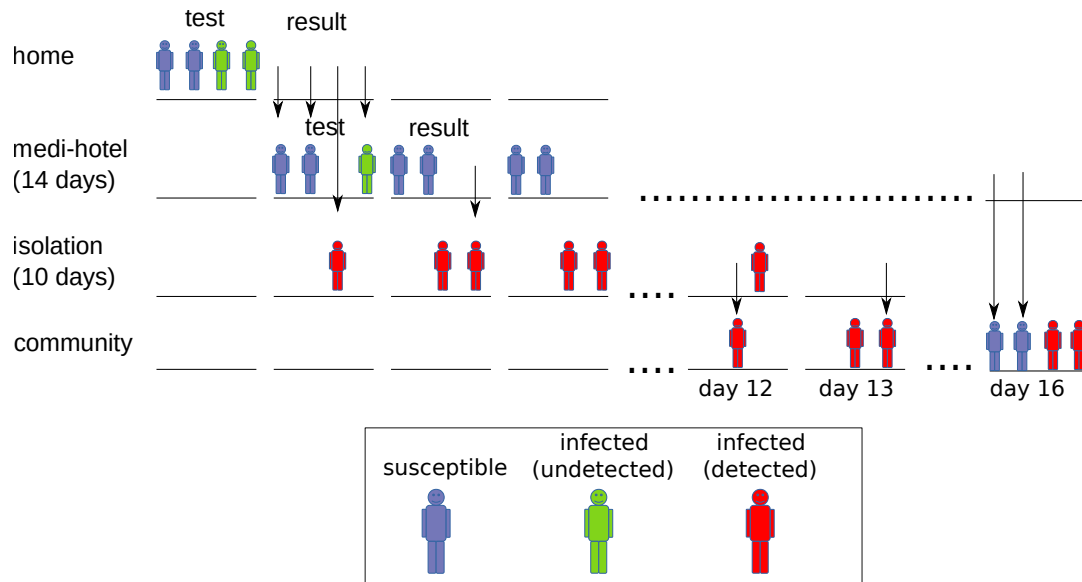 test
result
home
test
result
medi-hotel
(14 days)
isolation
(10 days)
community
day 12
day 13
day 16
susceptible
infected
(undetected)
infected
(detected)